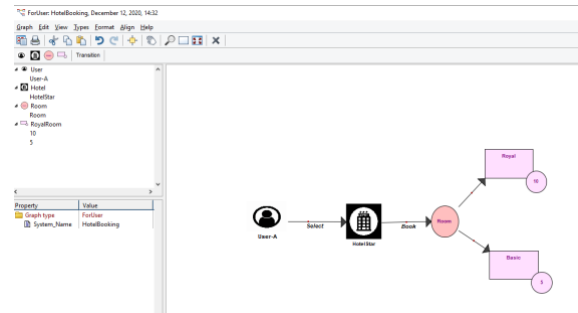 ForUser: HotelBooking, December 12, 2020, 14:32
Graph Edit View Types Format Align Help
Transition
User
User-A
Hotel
HotelStar
Room
Room
RoyalRoom
10
5
Property Value
Graph type ForUser
System_Name HotelBooking
User-A
Select
HotelStar
Book
Room
Royal
10
Basic